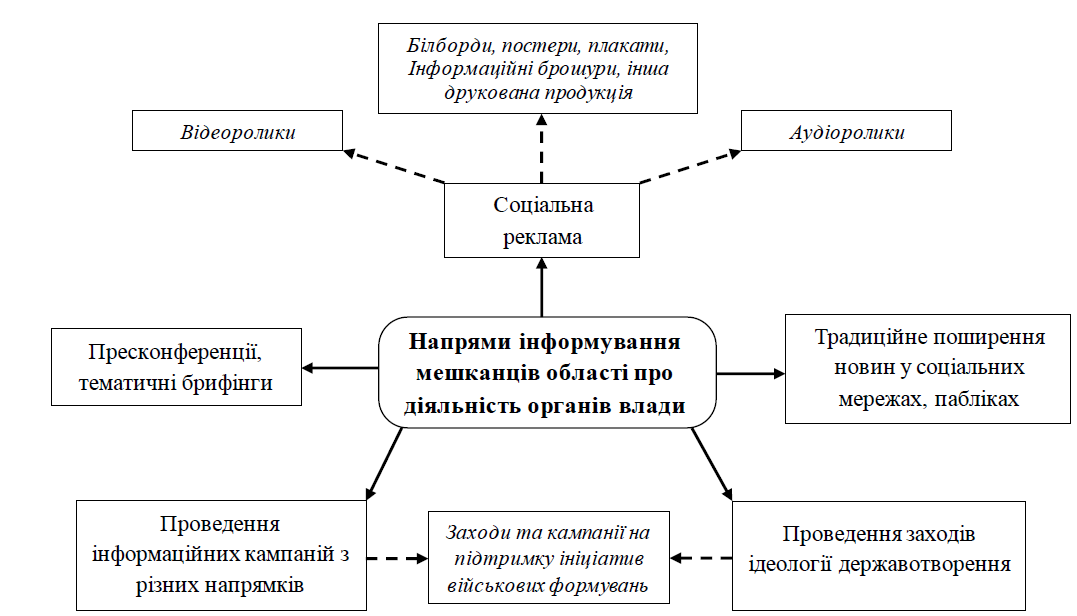 Білборди, постери, плакати,
Інформаційні брошури, інша
друкована продукція
Відеоролики
Аудіоролики
Соціальна
реклама
Напрями інформування
мешканців області про
діяльність органів влади
Пресконференції,
тематичні брифінги
Традиційне поширення
новин у соціальних
мережах, пабліках
Проведення
інформаційних кампаній з
різних напрямків
Заходи та кампанії на
підтримку ініціатив
військових формувань
Проведення заходів
ідеології державотворення